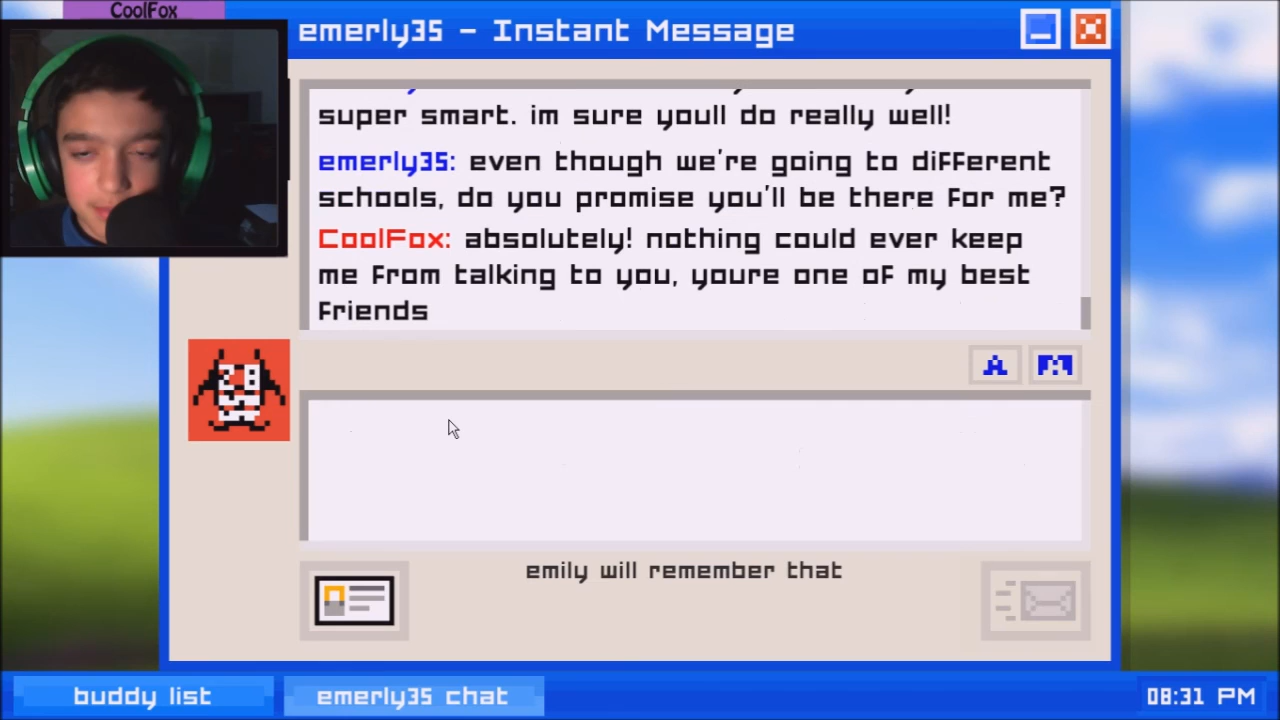 CoolFox
emerly35 - Instant Message
super smart. im sure youll do really well!
emerly35: even though we're going to different
schools, do you promise you'll be there for me?
CoolFox: absolutely! nothing could ever keep
me from talking to you, youre one of my best
friends
A
emily will remember that
buddy list
emerly35 chat
08:31 PM